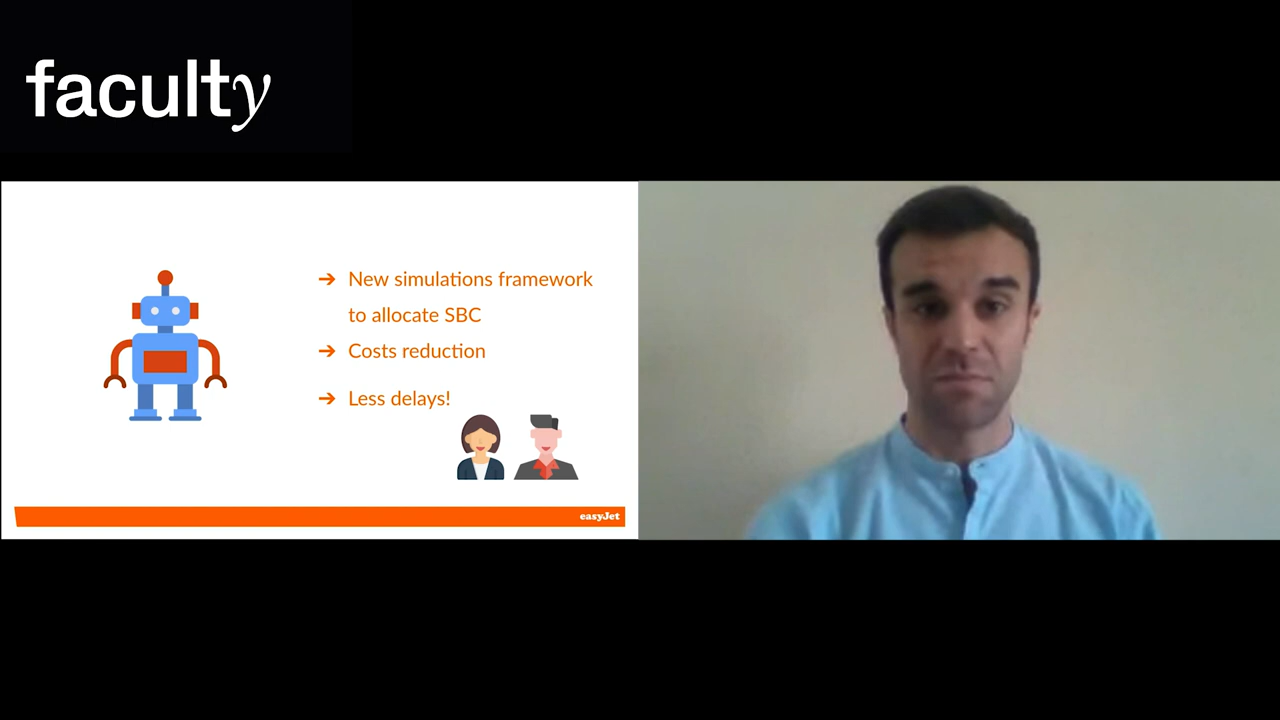 faculty
→ New simulations framework
to allocate SBC
→ Costs reduction
→ Less delays!
easyJet